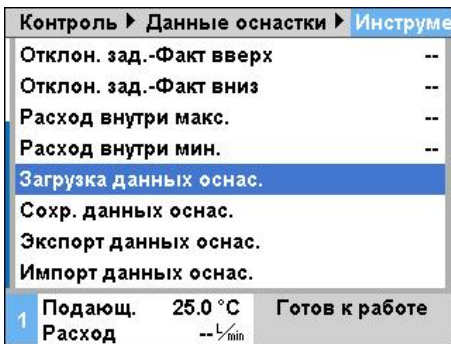 Контроль ▶ Данные оснастки ▶ Инструме
Отклон. зад.-Факт вверх --
Отклон. зад.-Факт вниз --
Расход внутри макс. --
Расход внутри мин. --
Загрузка данных оснас.
Сохр. данных оснас.
Экспорт данных оснас.
Импорт данных оснас.
1 Подающ. 25.0 °C Готов к работе
Расход -- L/min